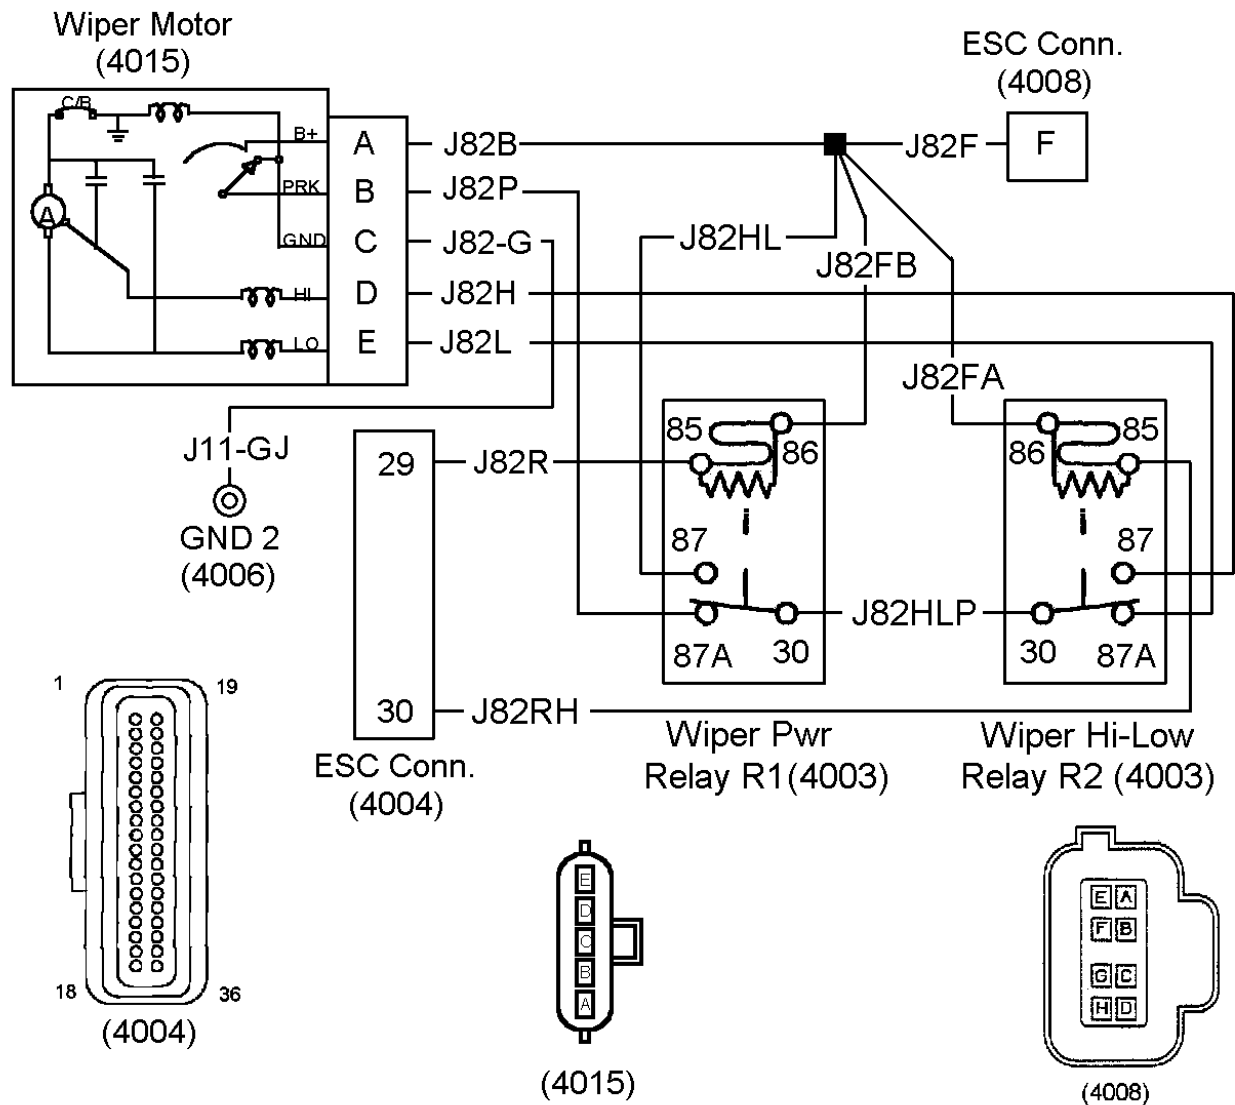 Wiper Motor
(4015)
ESC Conn.
(4008)
C/B
B+
A
J82B
J82F
F
PRK
B
J82P
A
J82HL
GND
C
J82-G
J82FB
HI
D
J82H
LO
E
J82L
J82FA
85
86
86
85
J11-GJ
29
J82R
GND 2
(4006)
87
87
J82HLP
87A
30
30
87A
30
J82RH
Wiper Pwr
Relay R1(4003)
Wiper Hi-Low
Relay R2 (4003)
ESC Conn.
(4004)
1
19
18
36
(4004)
E
D
C
B
A
(4015)
E A
F B
G C
H D
(4008)